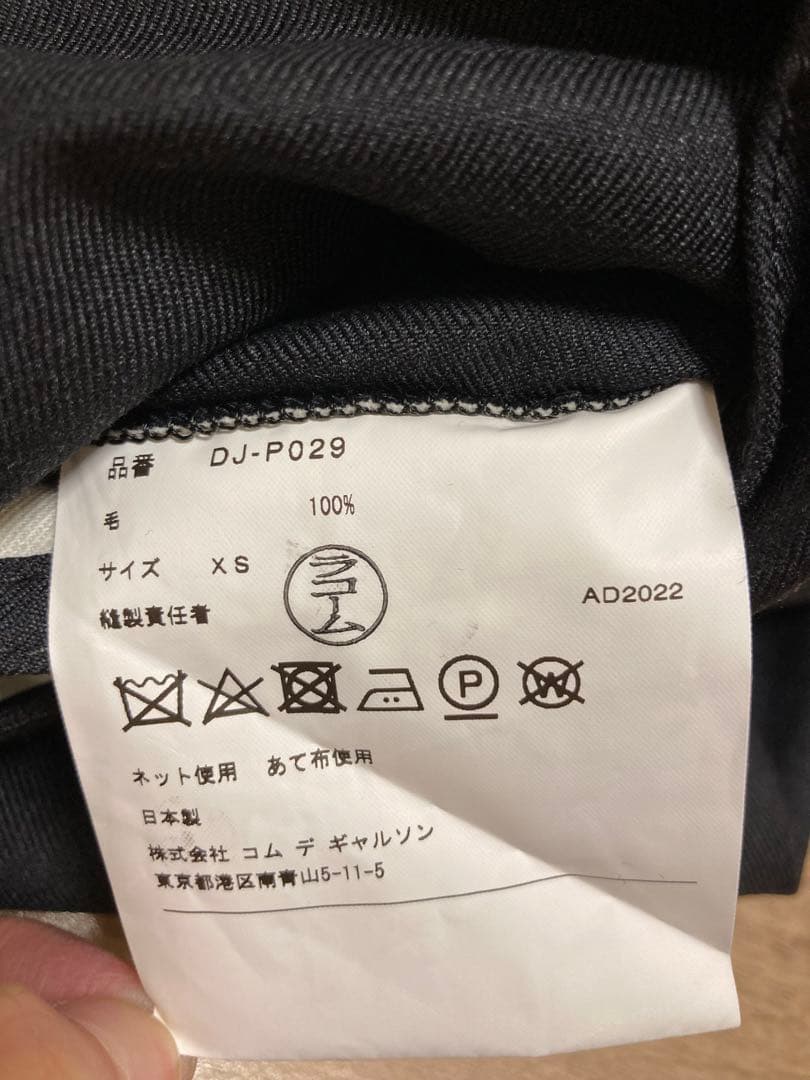 品番 DJ-P029
毛 100%
サイズ XS
縫製責任者 ラコーム
AD2022
P
W
ネット使用 あて布使用
日本製
株式会社 コム デ ギャルソン
東京都港区南青山5-11-5